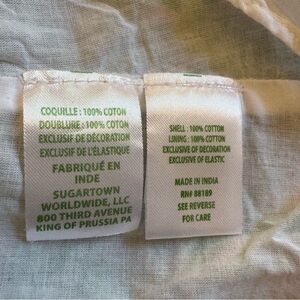 COQUILLE: 100% COTON
DOUBLURE: 100% COTON
EXCLUSIF DE DÉCORATION
EXCLUSIF DE L'ÉLASTIQUE
FABRIQUÉ EN
INDE
SUGARTOWN
WORLDWIDE, LLC
800 THIRD AVENUE
KING OF PRUSSIA PA
SHELL: 100% COTTON
LINING: 100% COTTON
EXCLUSIVE OF DECORATION
EXCLUSIVE OF ELASTIC
MADE IN INDIA
RN# 88189
SEE REVERSE
FOR CARE